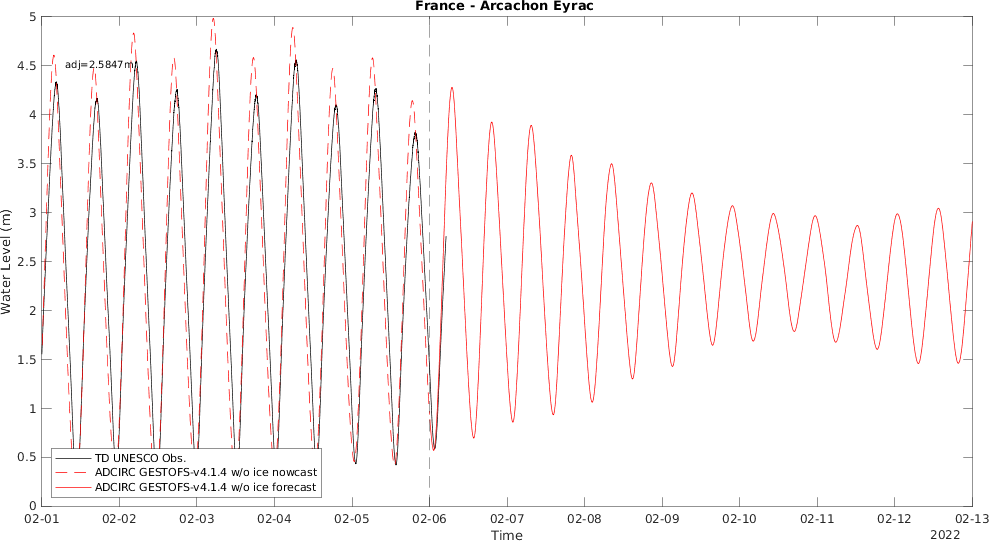 France - Arcachon Eyrac
5
4.5
4
3.5
3
2.5
2
1.5
1
0.5
0
Water Level (m)
adj=2.5847m
TD UNESCO Obs.
ADCIRC GESTOFS-v4.1.4 w/o ice nowcast
ADCIRC GESTOFS-v4.1.4 w/o ice forecast
02-01 02-02 02-03 02-04 02-05 02-06 02-07 02-08 02-09 02-10 02-11 02-12 02-13
Time
2022